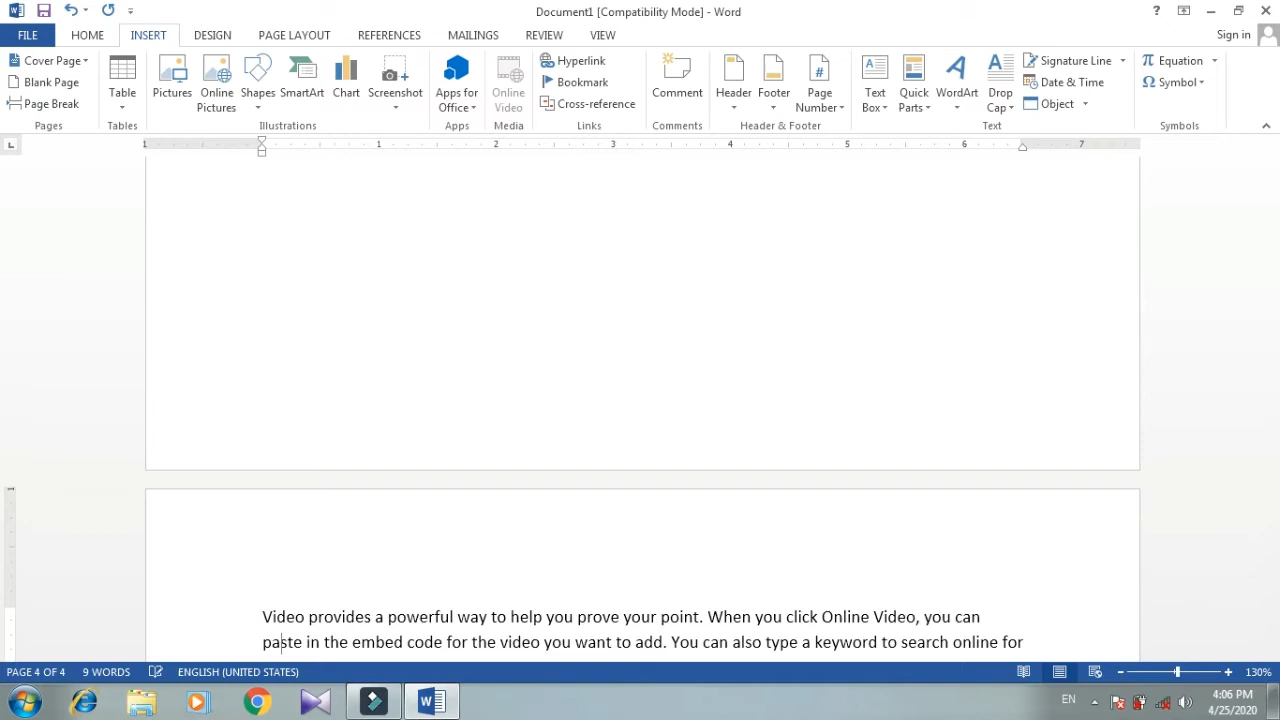 Document1 [Compatibility Mode] - Word
?
FILE HOME INSERT DESIGN PAGE LAYOUT REFERENCES MAILINGS REVIEW VIEW Sign in
Cover Page
Blank Page
Page Break
Pages
Table
Tables
Pictures
Online Pictures
Shapes
SmartArt
Chart
Screenshot
Illustrations
Apps for Office
Apps
Online Video
Media
Hyperlink
Bookmark
Cross-reference
Links
Comment
Comments
Header
Footer
Page Number
Header & Footer
Text Box
Quick Parts
WordArt
Drop Cap
Signature Line
Date & Time
Object
Text
π Equation
Ω Symbol
Symbols
1 1 2 3 4 5 6 7
1
Video provides a powerful way to help you prove your point. When you click Online Video, you can
paste in the embed code for the video you want to add. You can also type a keyword to search online for
PAGE 4 OF 4 9 WORDS ENGLISH (UNITED STATES) 130%
EN 4:06 PM
4/25/2020